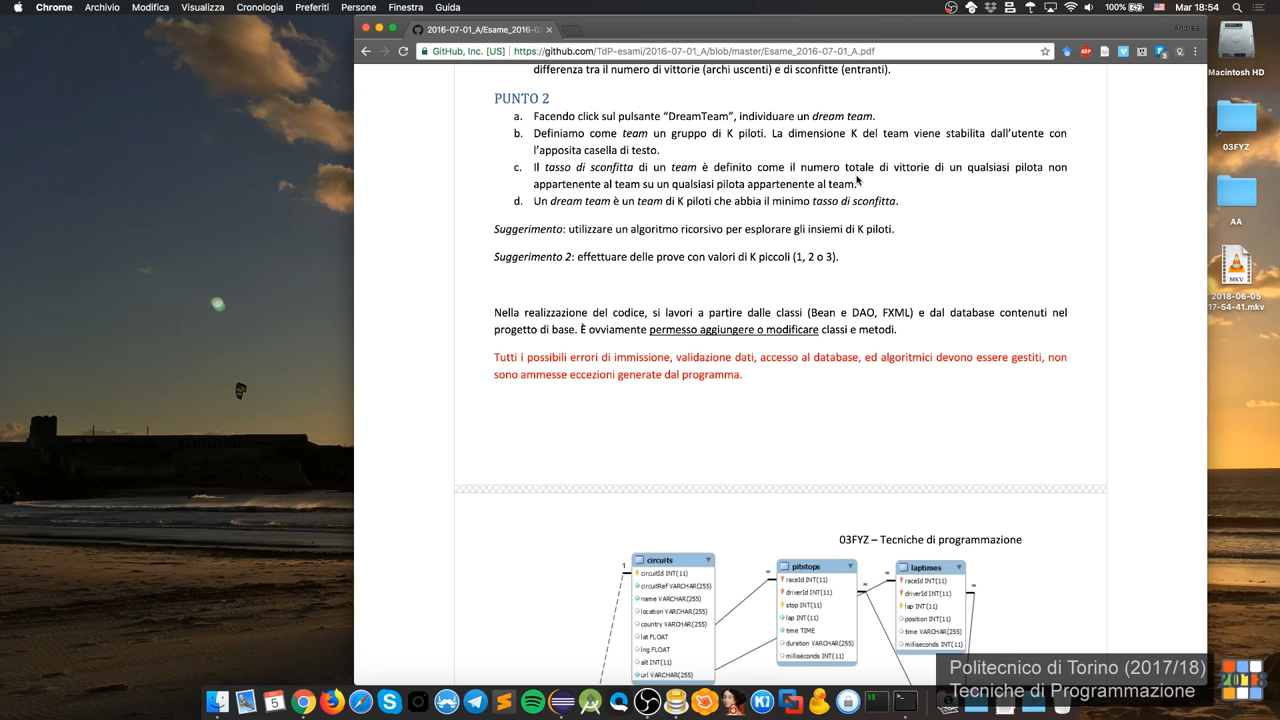 Chrome Archivio Modifica Visualizza Cronologia Preferiti Persone Finestra Guida
100% Mar 18:54
2016-07-01_A/Esame_2016-0
Andrea
GitHub, Inc. [US] https://github.com/TdP-esami/2016-07-01_A/blob/master/Esame_2016-07-01_A.pdf
differenza tra il numero di vittorie (archi uscenti) e di sconfitte (entranti).
PUNTO 2
a. Facendo click sul pulsante “DreamTeam”, individuare un dream team.
b. Definiamo come team un gruppo di K piloti. La dimensione K del team viene stabilita dall’utente con
l’apposita casella di testo.
c. Il tasso di sconfitta di un team è definito come il numero totale di vittorie di un qualsiasi pilota non
appartenente al team su un qualsiasi pilota appartenente al team.
d. Un dream team è un team di K piloti che abbia il minimo tasso di sconfitta.
Suggerimento: utilizzare un algoritmo ricorsivo per esplorare gli insiemi di K piloti.
Suggerimento 2: effettuare delle prove con valori di K piccoli (1, 2 o 3).
Nella realizzazione del codice, si lavori a partire dalle classi (Bean e DAO, FXML) e dal database contenuti nel
progetto di base. È ovviamente permesso aggiungere o modificare classi e metodi.
Tutti i possibili errori di immissione, validazione dati, accesso al database, ed algoritmici devono essere gestiti, non
sono ammesse eccezioni generate dal programma.
03FYZ – Tecniche di programmazione
1
circuits
circuitId INT(11)
circuitRef VARCHAR(255)
name VARCHAR(255)
location VARCHAR(255)
country VARCHAR(255)
lat FLOAT
lng FLOAT
alt INT(11)
url VARCHAR(255)
pitstops
raceId INT(11)
driverId INT(11)
stop INT(11)
lap INT(11)
time TIME
duration VARCHAR(255)
milliseconds INT(11)
laptimes
raceId INT(11)
driverId INT(11)
lap INT(11)
position INT(11)
time VARCHAR(255)
milliseconds INT(11)
Macintosh HD
03FYZ
AA
MKV
2018-06-05
17-54-41.mkv
Politecnico di Torino (2017/18)
Tecniche di Programmazione
2018